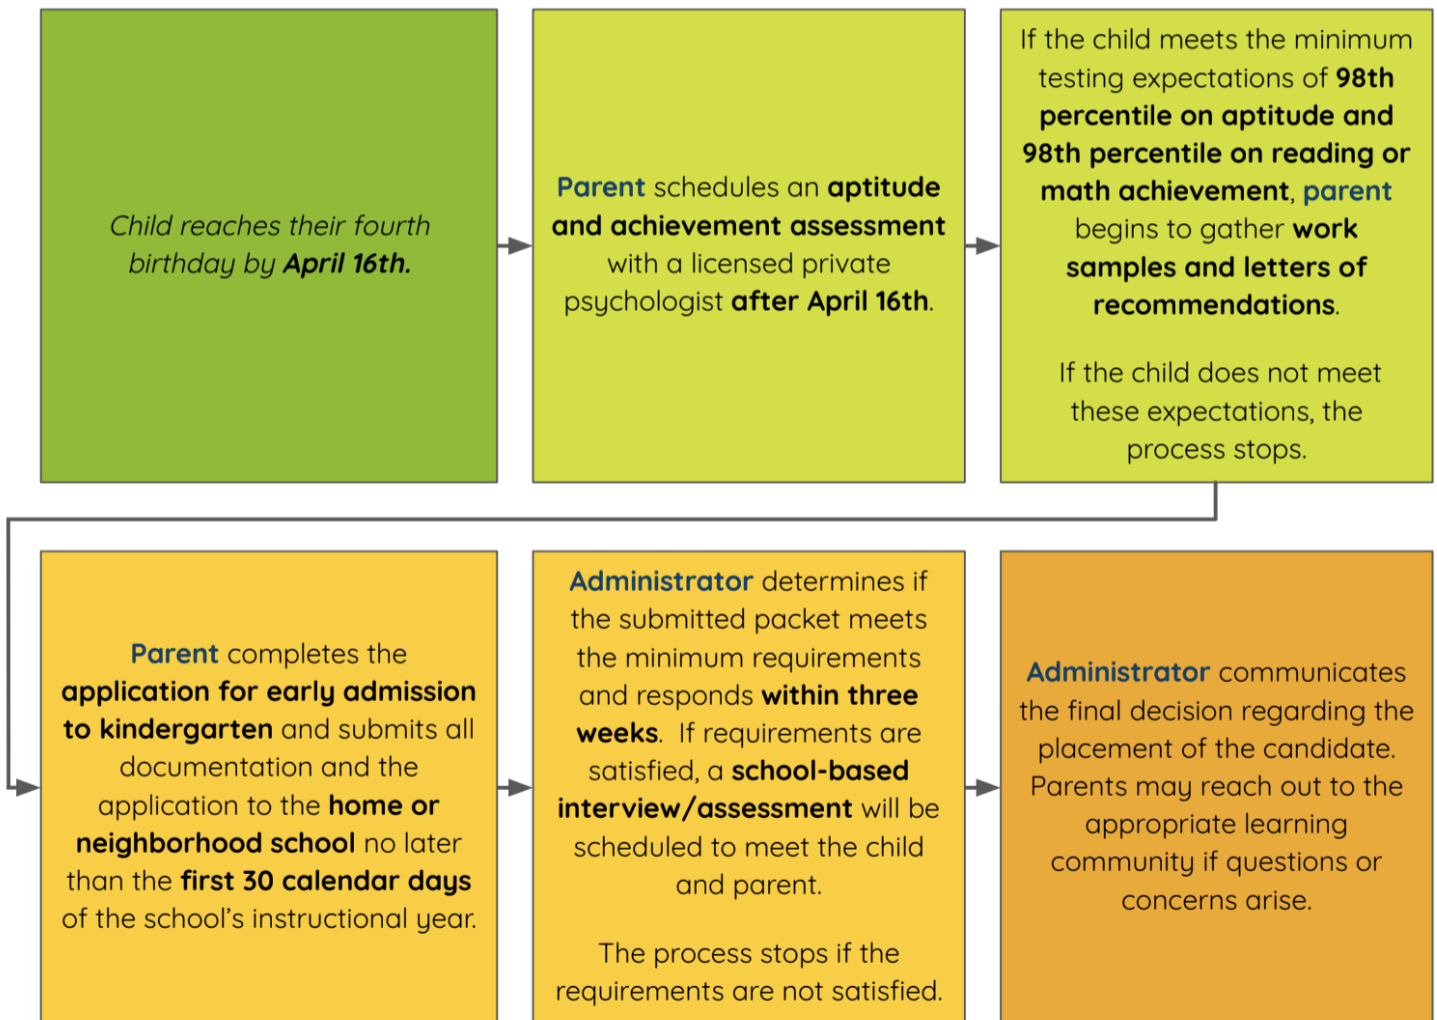 Child reaches their fourth
birthday by April 16th.
Parent schedules an aptitude
and achievement assessment
with a licensed private
psychologist after April 16th.
If the child meets the minimum
testing expectations of 98th
percentile on aptitude and
98th percentile on reading or
math achievement, parent
begins to gather work
samples and letters of
recommendations.
If the child does not meet
these expectations, the
process stops.
Parent completes the
application for early admission
to kindergarten and submits all
documentation and the
application to the home or
neighborhood school no later
than the first 30 calendar days
of the school's instructional year.
Administrator determines if
the submitted packet meets
the minimum requirements
and responds within three
weeks. If requirements are
satisfied, a school-based
interview/assessment will be
scheduled to meet the child
and parent.
The process stops if the
requirements are not satisfied.
Administrator communicates
the final decision regarding the
placement of the candidate.
Parents may reach out to the
appropriate learning
community if questions or
concerns arise.